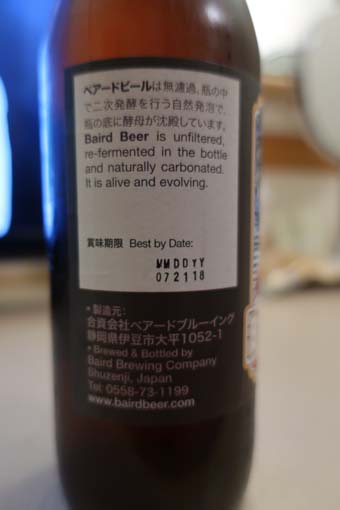 ベアードビールは無濾過、瓶の中
で二次発酵を行う自然発泡で、
瓶の底に酵母が沈殿しています。
Baird Beer is unfiltered,
re-fermented in the bottle
and naturally carbonated.
It is alive and evolving.
賞味期限 Best by Date:
MMDDYY
072118
・製造元:
合資会社ベアードブルーイング
静岡県伊豆市大平1052-1
・Brewed & Bottled by
Baird Brewing Company
Shuzenji, Japan
Tel: 0558-73-1199
www.bairdbeer.com